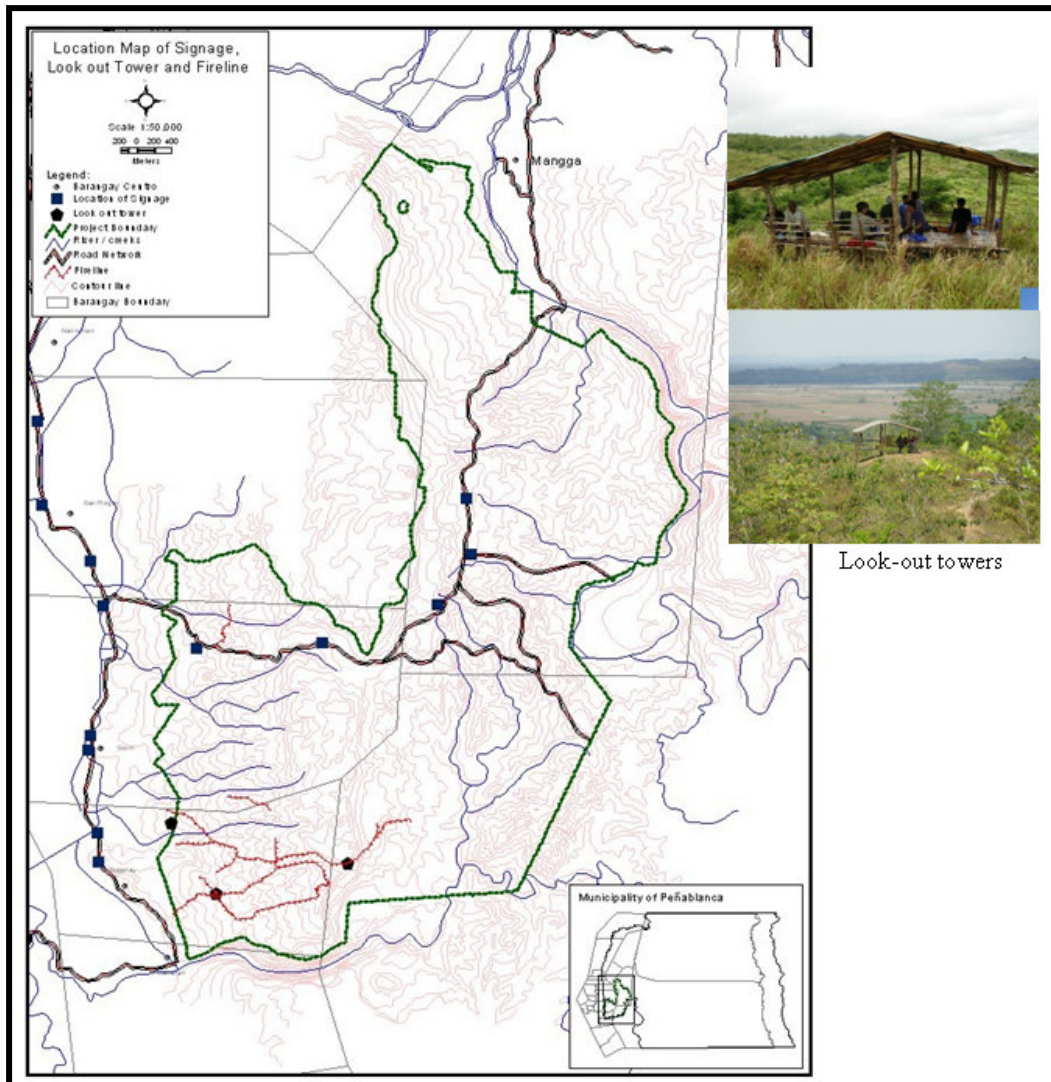 Location Map of Signage,
Look out Tower and Fireline
Scale 1:50,000
200 0 200 400
Meters
Legend:
Barangay Centro
Location of Signage
Look out tower
Project Boundary
River / creeks
Road Network
Fireline
Contour line
Barangay Boundary
Mangga
San Roque
Look-out towers
Municipality of Peñablanca